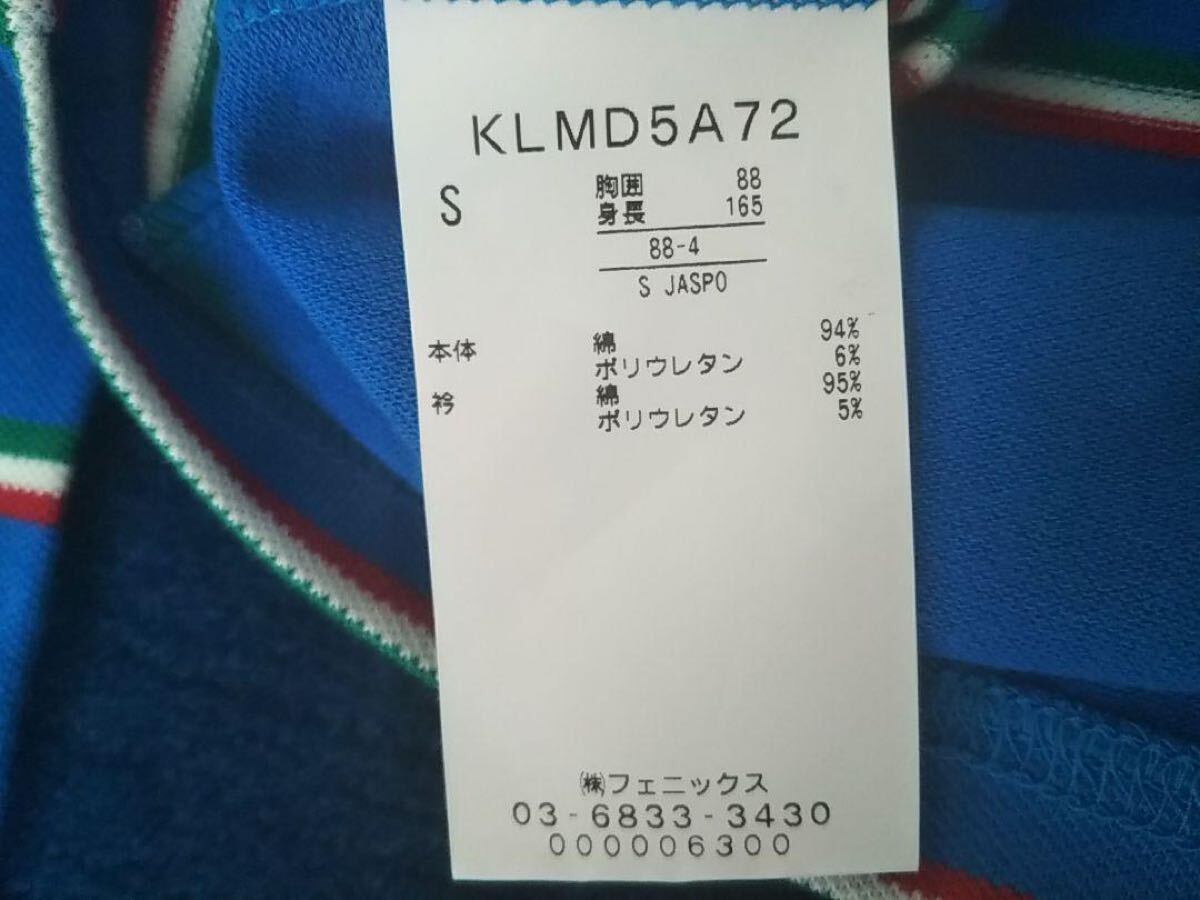 KLMD5A72
S 胸囲 88
身長 165
88-4
S JASPO
本体 綿 94%
ポリウレタン 6%
衿 綿 95%
ポリウレタン 5%
㈱フェニックス
03-6833-3430
000006300